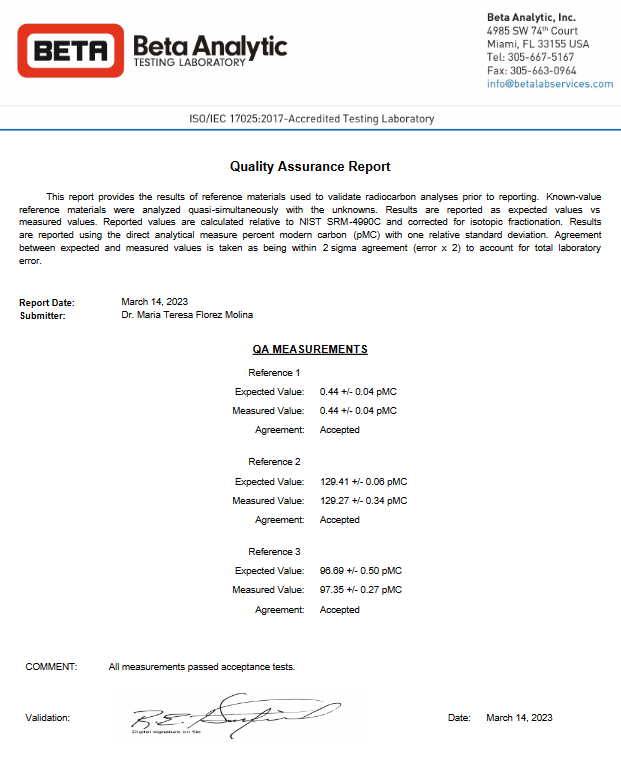 BETA
Beta Analytic
TESTING LABORATORY
Beta Analytic, Inc.
4985 SW 74th Court
Miami, FL 33155 USA
Tel: 305-667-5167
Fax: 305-663-0964
info@betalabservices.com
ISO/IEC 17025:2017-Accredited Testing Laboratory
Quality Assurance Report
This report provides the results of reference materials used to validate radiocarbon analyses prior to reporting. Known-value
reference materials were analyzed quasi-simultaneously with the unknowns. Results are reported as expected values vs
measured values. Reported values are calculated relative to NIST SRM-4990C and corrected for isotopic fractionation. Results
are reported using the direct analytical measure percent modern carbon (pMC) with one relative standard deviation. Agreement
between expected and measured values is taken as being within 2 sigma agreement (error x 2) to account for total laboratory
error.
Report Date: March 14, 2023
Submitter: Dr. Maria Teresa Florez Molina
QA MEASUREMENTS
Reference 1
Expected Value: 0.44 +/- 0.04 pMC
Measured Value: 0.44 +/- 0.04 pMC
Agreement: Accepted
Reference 2
Expected Value: 129.41 +/- 0.06 pMC
Measured Value: 129.27 +/- 0.34 pMC
Agreement: Accepted
Reference 3
Expected Value: 96.69 +/- 0.50 pMC
Measured Value: 97.35 +/- 0.27 pMC
Agreement: Accepted
COMMENT: All measurements passed acceptance tests.
Validation: Date: March 14, 2023
Digital signature on file